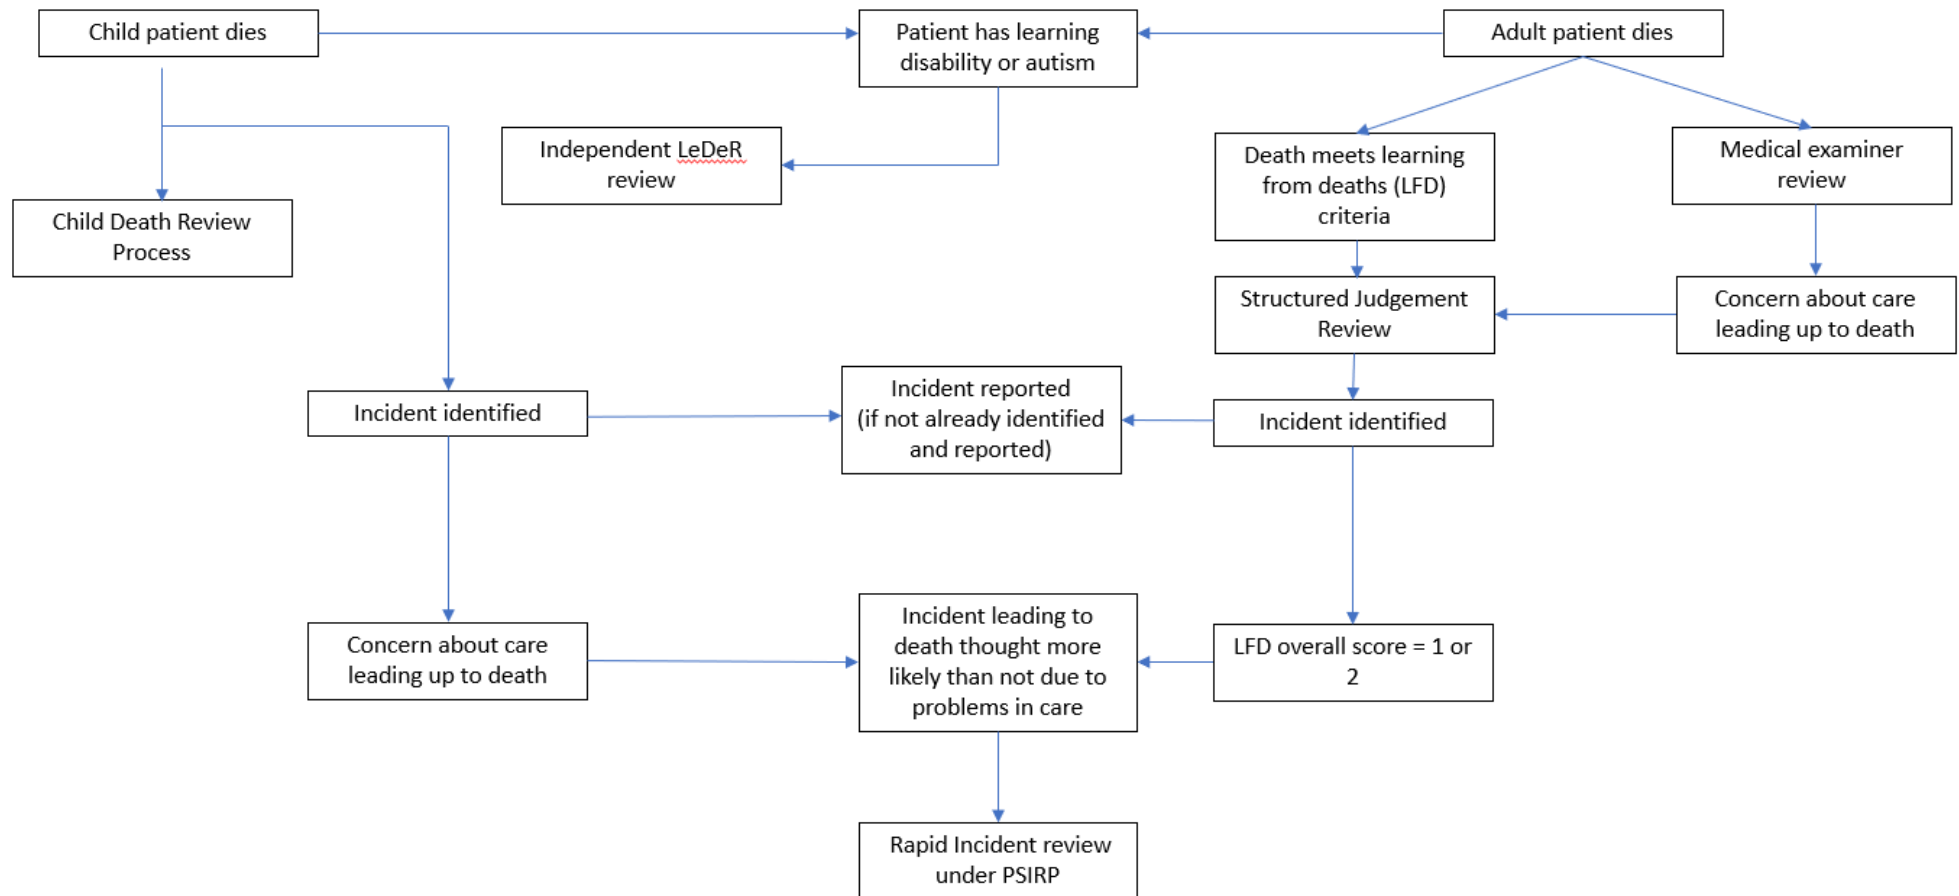 Child patient dies
Patient has learning
disability or autism
Adult patient dies
Independent LeDeR
review
Death meets learning
from deaths (LFD)
criteria
Medical examiner
review
Child Death Review
Process
Structured Judgement
Review
Concern about care
leading up to death
Incident identified
Incident reported
(if not already identified
and reported)
Incident identified
Concern about care
leading up to death
Incident leading to
death thought more
likely than not due to
problems in care
LFD overall score = 1 or
2
Rapid Incident review
under PSIRP